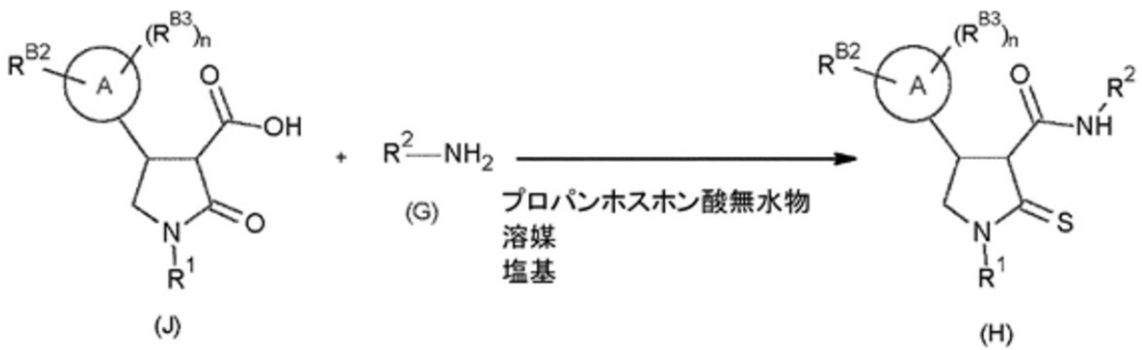 R^B2
(R^B3)n
A
O
OH
N
O
R^1
(J)
+
R^2—NH2
(G)
プロパンホスホン酸無水物
溶媒
塩基
R^B2
(R^B3)n
A
O
R^2
NH
N
S
R^1
(H)